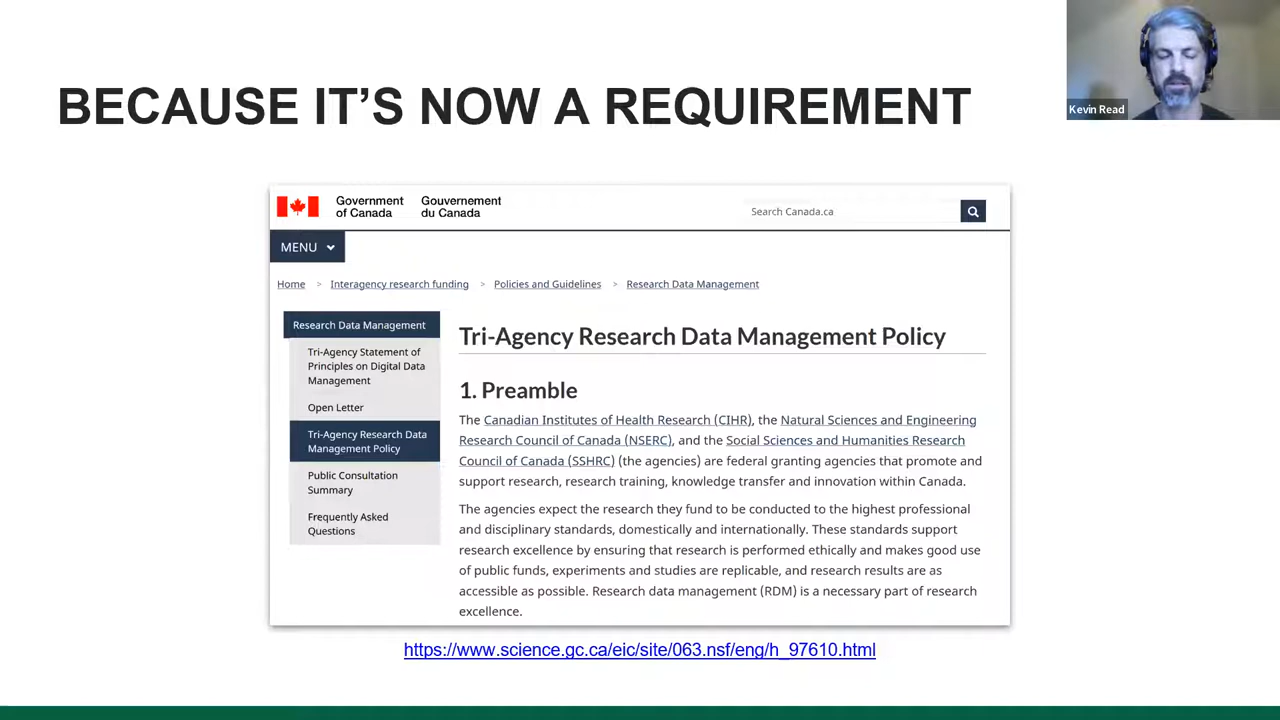 BECAUSE IT’S NOW A REQUIREMENT
Kevin Read
Government of Canada
Gouvernement du Canada
Search Canada.ca
MENU
Home > Interagency research funding > Policies and Guidelines > Research Data Management
Research Data Management
Tri-Agency Statement of
Principles on Digital Data
Management
Open Letter
Tri-Agency Research Data
Management Policy
Public Consultation
Summary
Frequently Asked
Questions
Tri-Agency Research Data Management Policy
1. Preamble
The Canadian Institutes of Health Research (CIHR), the Natural Sciences and Engineering
Research Council of Canada (NSERC), and the Social Sciences and Humanities Research
Council of Canada (SSHRC) (the agencies) are federal granting agencies that promote and
support research, research training, knowledge transfer and innovation within Canada.
The agencies expect the research they fund to be conducted to the highest professional
and disciplinary standards, domestically and internationally. These standards support
research excellence by ensuring that research is performed ethically and makes good use
of public funds, experiments and studies are replicable, and research results are as
accessible as possible. Research data management (RDM) is a necessary part of research
excellence.
https://www.science.gc.ca/eic/site/063.nsf/eng/h_97610.html